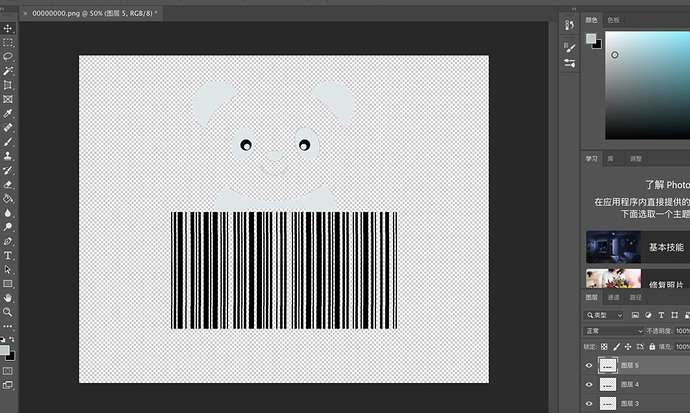 00000000.png @ 50% (图层 5, RGB/8) *
颜色 色板
学习 库 调整
了解 Photo
在应用程序内直接提供的
下面选取一个主题
基本技能
修复照片
图层 通道 路径
类型
正常 不透明度: 100%
锁定: 填充: 100%
图层 5
图层 4
图层 3